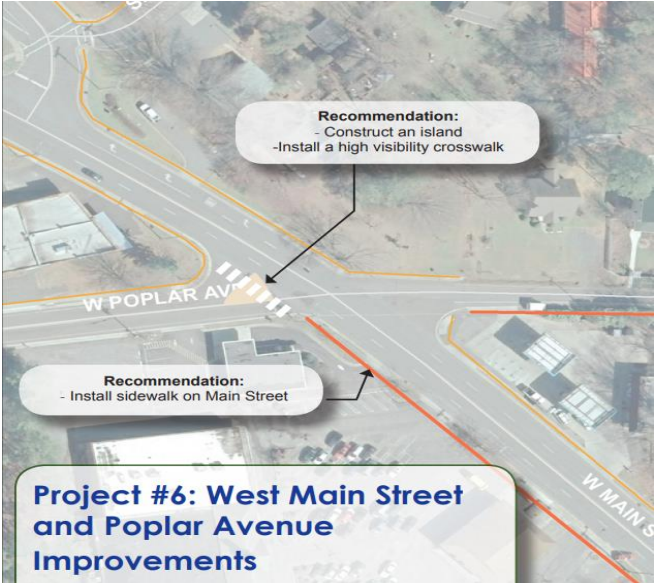 S
Recommendation:
- Construct an island
-Install a high visibility crosswalk
W POPLAR AV
Recommendation:
- Install sidewalk on Main Street
W MAIN S
Project #6: West Main Street
and Poplar Avenue
Improvements